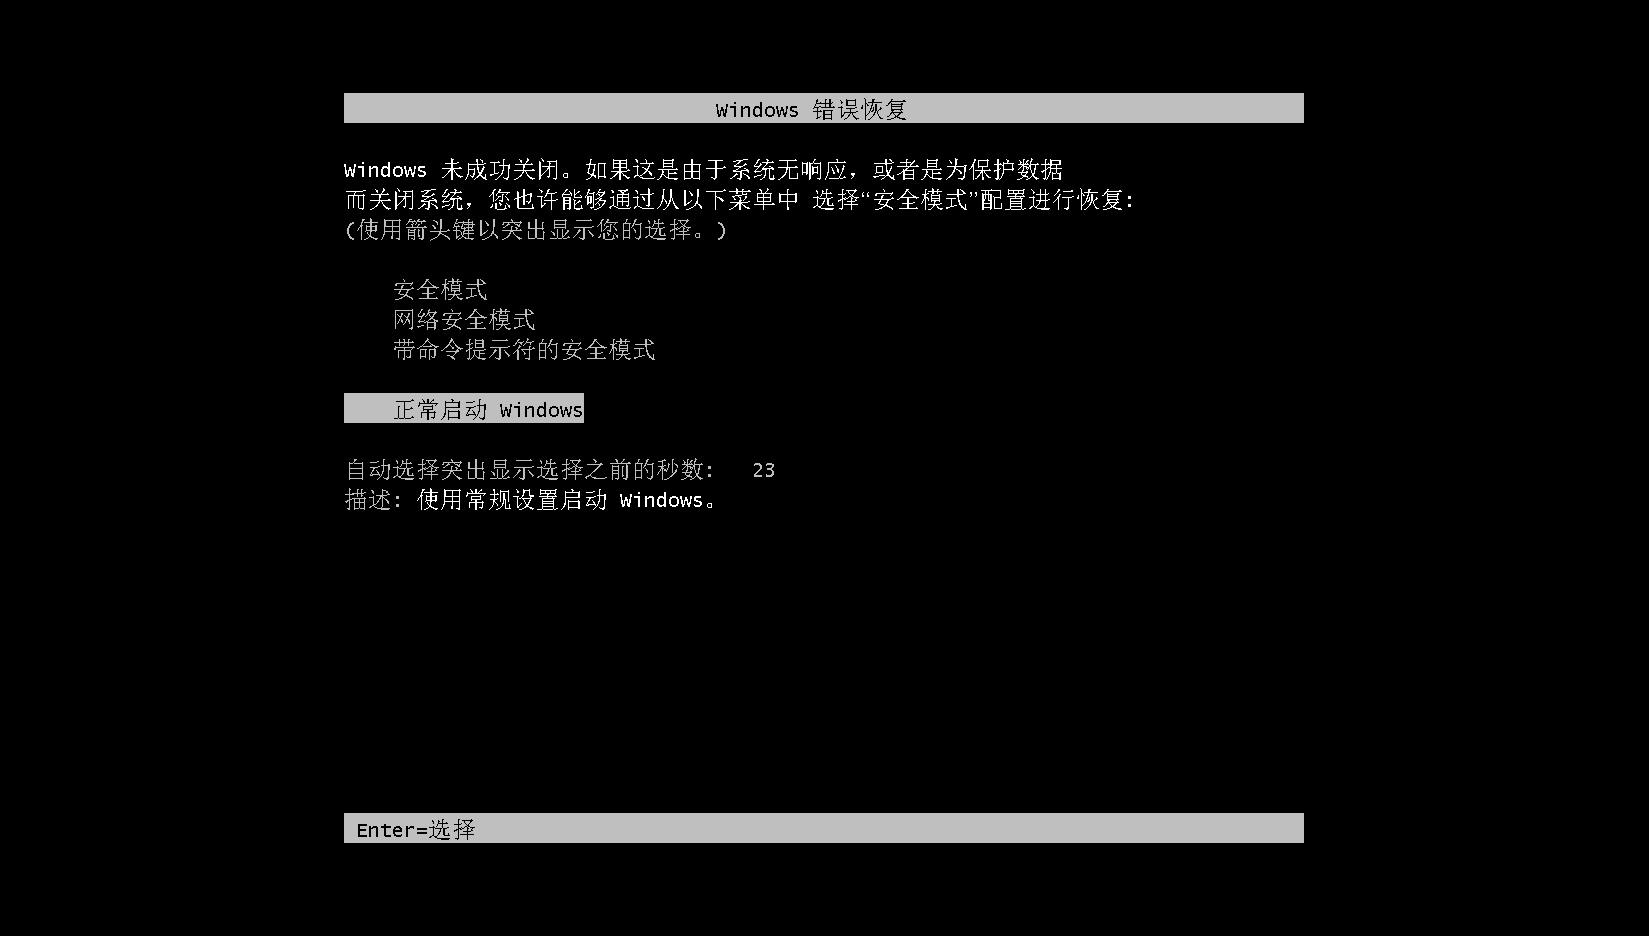 Windows 错误恢复
Windows 未成功关闭。如果这是由于系统无响应，或者是为保护数据
而关闭系统，您也许能够通过从以下菜单中 选择“安全模式”配置进行恢复:
(使用箭头键以突出显示您的选择。)
安全模式
网络安全模式
带命令提示符的安全模式
正常启动 Windows
自动选择突出显示选择之前的秒数: 23
描述: 使用常规设置启动 Windows。
Enter=选择